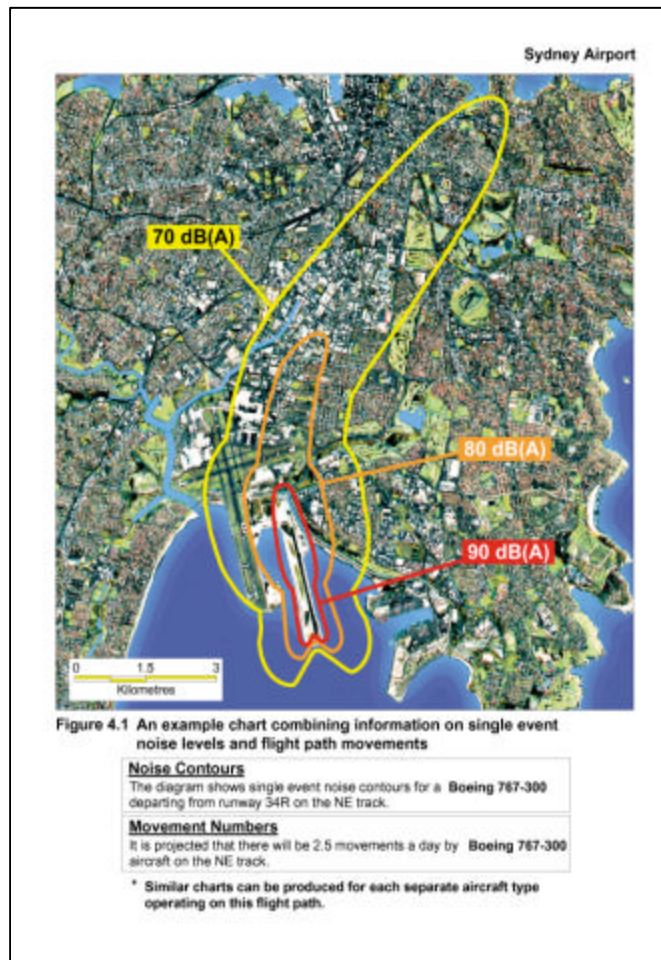 Sydney Airport
70 dB(A)
80 dB(A)
90 dB(A)
0 1.5 3
Kilometres
Figure 4.1 An example chart combining information on single event
noise levels and flight path movements
Noise Contours
The diagram shows single event noise contours for a Boeing 767-300
departing from runway 34R on the NE track.
Movement Numbers
It is projected that there will be 2.5 movements a day by Boeing 767-300
aircraft on the NE track.
* Similar charts can be produced for each separate aircraft type
operating on this flight path.